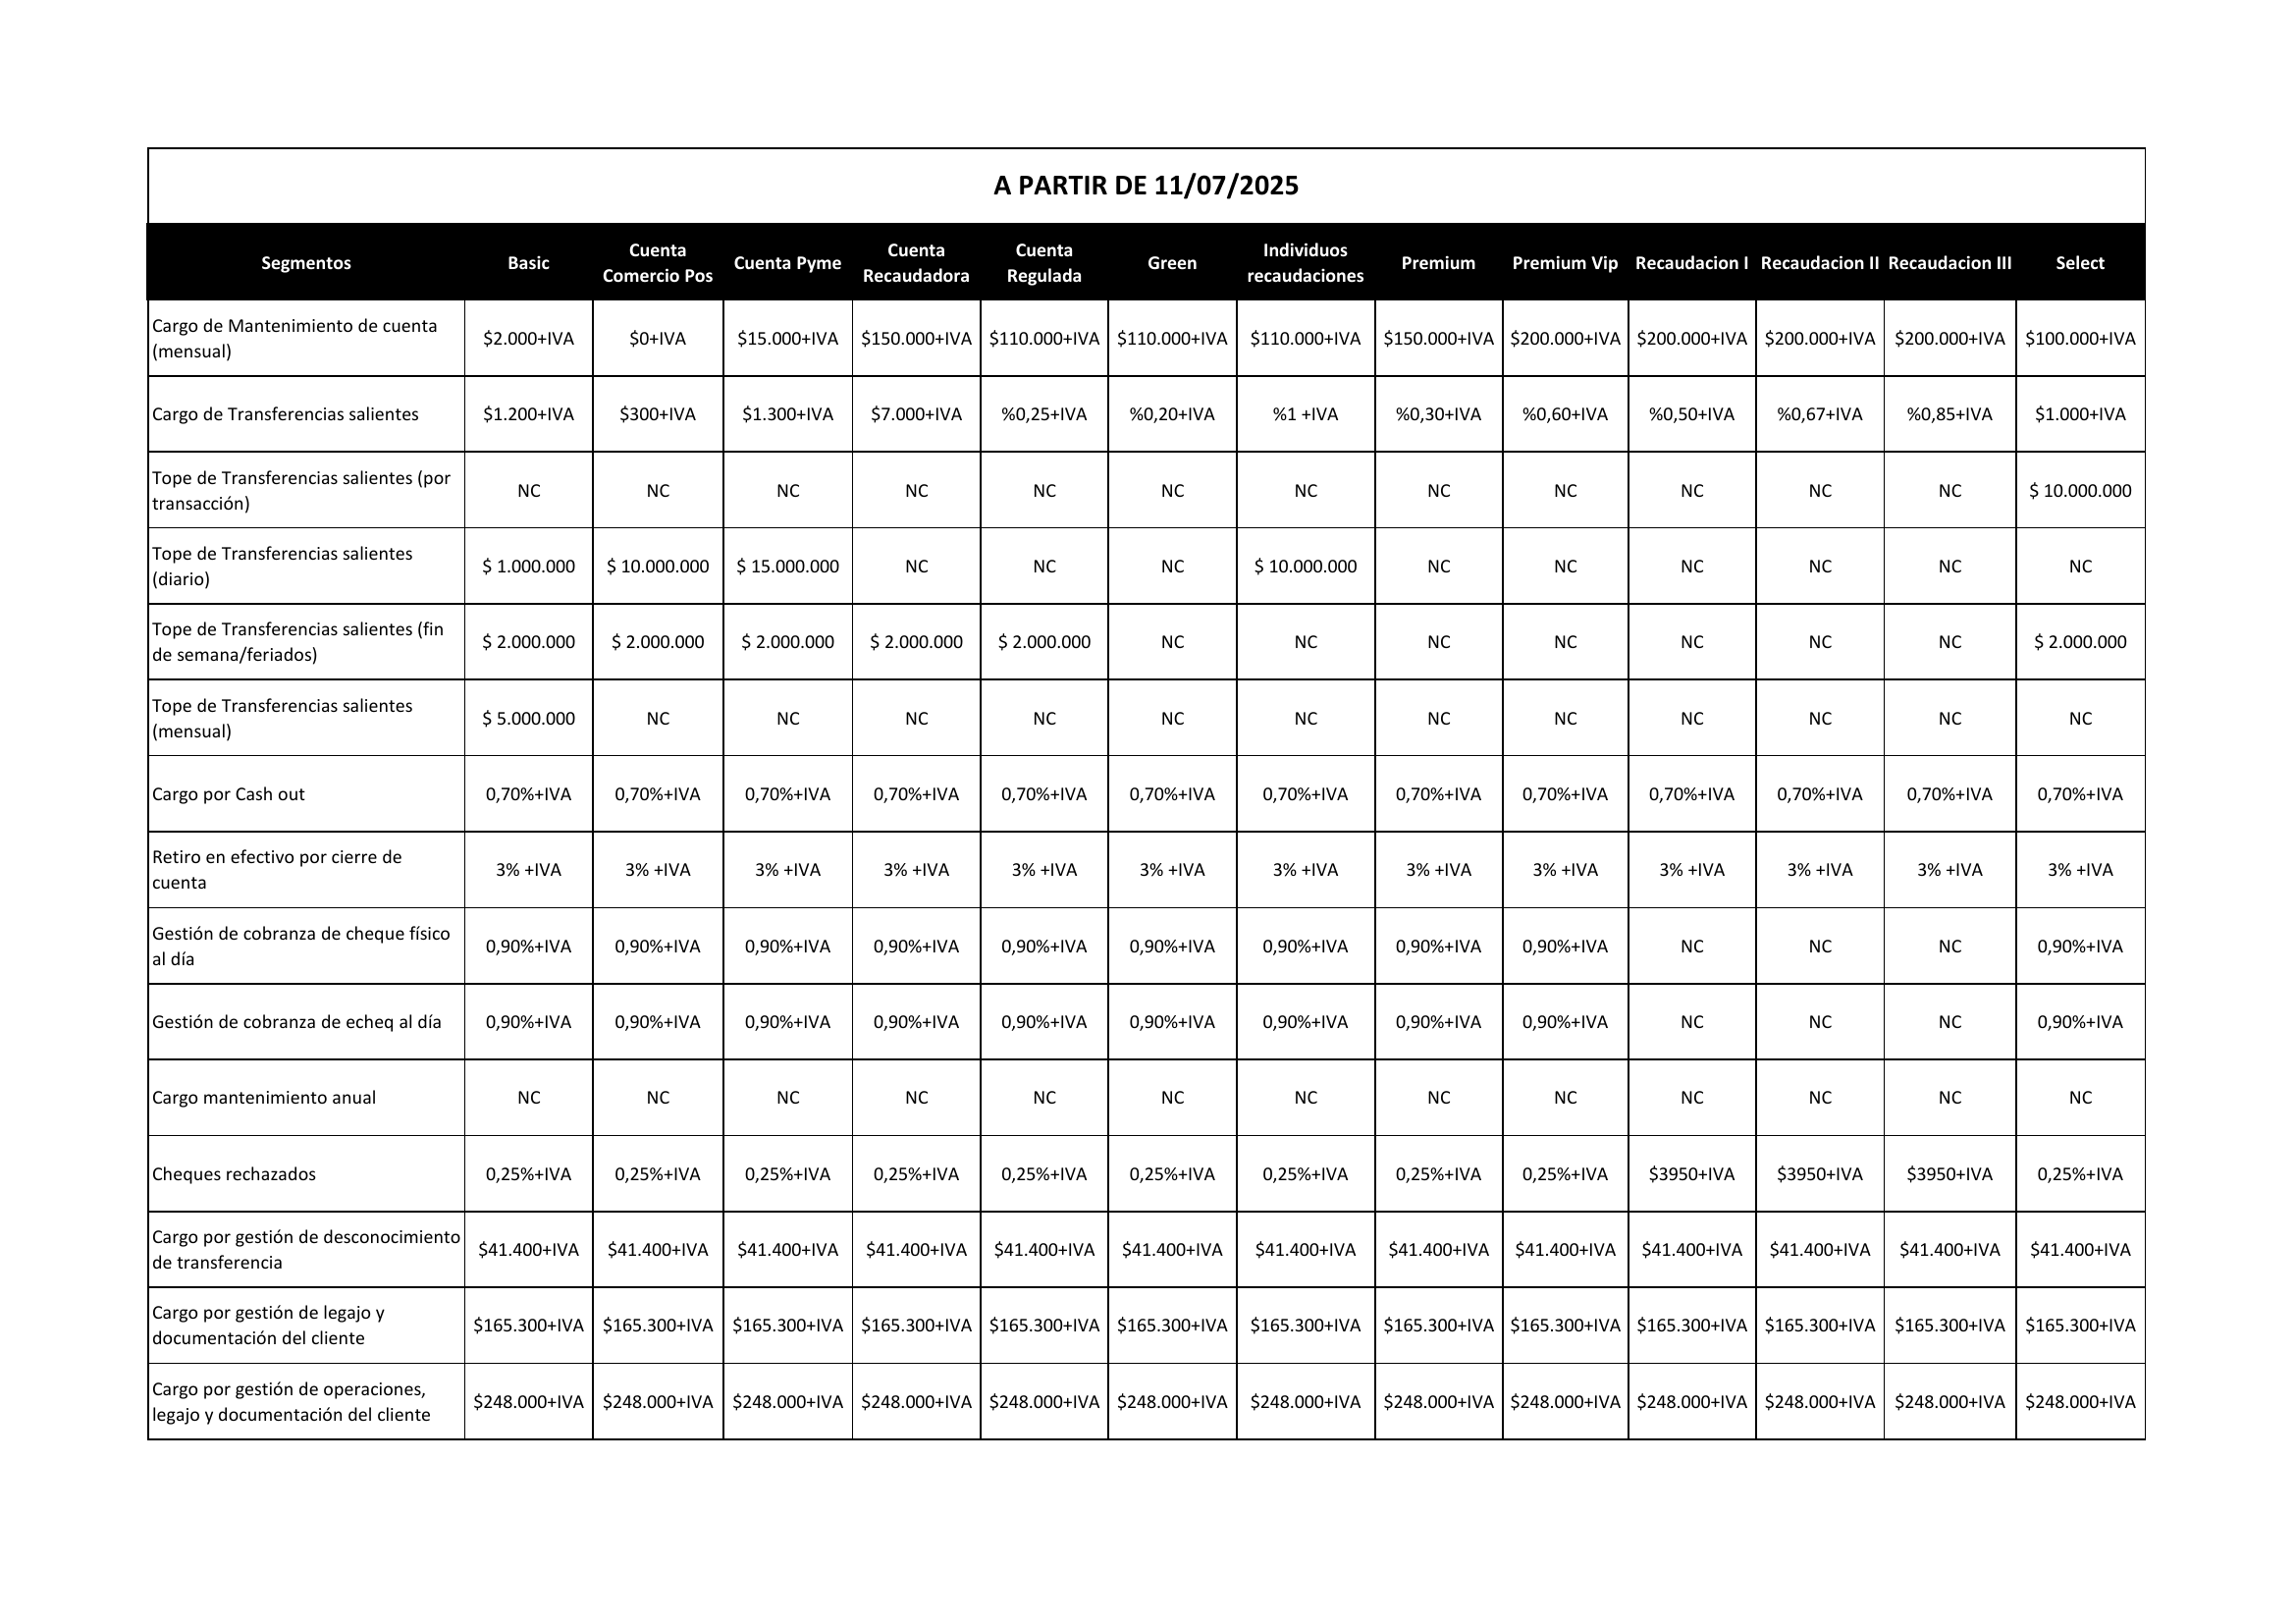 A PARTIR DE 11/07/2025
Segmentos Basic Cuenta Comercio Pos Cuenta Pyme Cuenta Recaudadora Cuenta Regulada Green Individuos recaudaciones Premium Premium Vip Recaudacion I Recaudacion II Recaudacion III Select
Cargo de Mantenimiento de cuenta (mensual) $2.000+IVA $0+IVA $15.000+IVA $150.000+IVA $110.000+IVA $110.000+IVA $110.000+IVA $150.000+IVA $200.000+IVA $200.000+IVA $200.000+IVA $200.000+IVA $100.000+IVA
Cargo de Transferencias salientes $1.200+IVA $300+IVA $1.300+IVA $7.000+IVA %0,25+IVA %0,20+IVA %1 +IVA %0,30+IVA %0,60+IVA %0,50+IVA %0,67+IVA %0,85+IVA $1.000+IVA
Tope de Transferencias salientes (por transacción) NC NC NC NC NC NC NC NC NC NC NC NC $ 10.000.000
Tope de Transferencias salientes (diario) $ 1.000.000 $ 10.000.000 $ 15.000.000 NC NC NC $ 10.000.000 NC NC NC NC NC NC
Tope de Transferencias salientes (fin de semana/feriados) $ 2.000.000 $ 2.000.000 $ 2.000.000 $ 2.000.000 $ 2.000.000 NC NC NC NC NC NC NC $ 2.000.000
Tope de Transferencias salientes (mensual) $ 5.000.000 NC NC NC NC NC NC NC NC NC NC NC NC
Cargo por Cash out 0,70%+IVA 0,70%+IVA 0,70%+IVA 0,70%+IVA 0,70%+IVA 0,70%+IVA 0,70%+IVA 0,70%+IVA 0,70%+IVA 0,70%+IVA 0,70%+IVA 0,70%+IVA 0,70%+IVA
Retiro en efectivo por cierre de cuenta 3% +IVA 3% +IVA 3% +IVA 3% +IVA 3% +IVA 3% +IVA 3% +IVA 3% +IVA 3% +IVA 3% +IVA 3% +IVA 3% +IVA 3% +IVA
Gestión de cobranza de cheque físico al día 0,90%+IVA 0,90%+IVA 0,90%+IVA 0,90%+IVA 0,90%+IVA 0,90%+IVA 0,90%+IVA 0,90%+IVA 0,90%+IVA NC NC NC 0,90%+IVA
Gestión de cobranza de echeq al día 0,90%+IVA 0,90%+IVA 0,90%+IVA 0,90%+IVA 0,90%+IVA 0,90%+IVA 0,90%+IVA 0,90%+IVA 0,90%+IVA NC NC NC 0,90%+IVA
Cargo mantenimiento anual NC NC NC NC NC NC NC NC NC NC NC NC NC
Cheques rechazados 0,25%+IVA 0,25%+IVA 0,25%+IVA 0,25%+IVA 0,25%+IVA 0,25%+IVA 0,25%+IVA 0,25%+IVA 0,25%+IVA $3950+IVA $3950+IVA $3950+IVA 0,25%+IVA
Cargo por gestión de desconocimiento de transferencia $41.400+IVA $41.400+IVA $41.400+IVA $41.400+IVA $41.400+IVA $41.400+IVA $41.400+IVA $41.400+IVA $41.400+IVA $41.400+IVA $41.400+IVA $41.400+IVA $41.400+IVA
Cargo por gestión de legajo y documentación del cliente $165.300+IVA $165.300+IVA $165.300+IVA $165.300+IVA $165.300+IVA $165.300+IVA $165.300+IVA $165.300+IVA $165.300+IVA $165.300+IVA $165.300+IVA $165.300+IVA $165.300+IVA
Cargo por gestión de operaciones, legajo y documentación del cliente $248.000+IVA $248.000+IVA $248.000+IVA $248.000+IVA $248.000+IVA $248.000+IVA $248.000+IVA $248.000+IVA $248.000+IVA $248.000+IVA $248.000+IVA $248.000+IVA $248.000+IVA